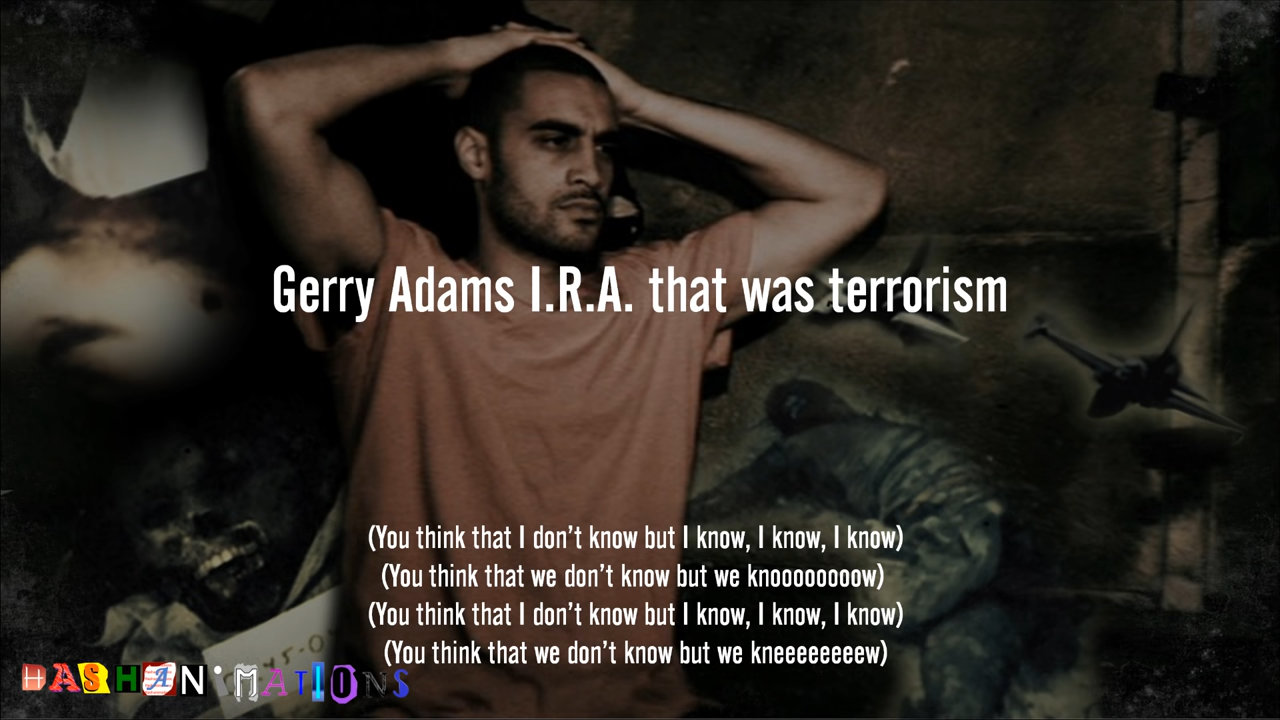 Gerry Adams I.R.A. that was terrorism
(You think that I don't know but I know, I know, I know)
(You think that we don't know but we knoooooooow)
(You think that I don't know but I know, I know, I know)
(You think that we don't know but we kneeeeeeeew)
DASHANiMATIONS